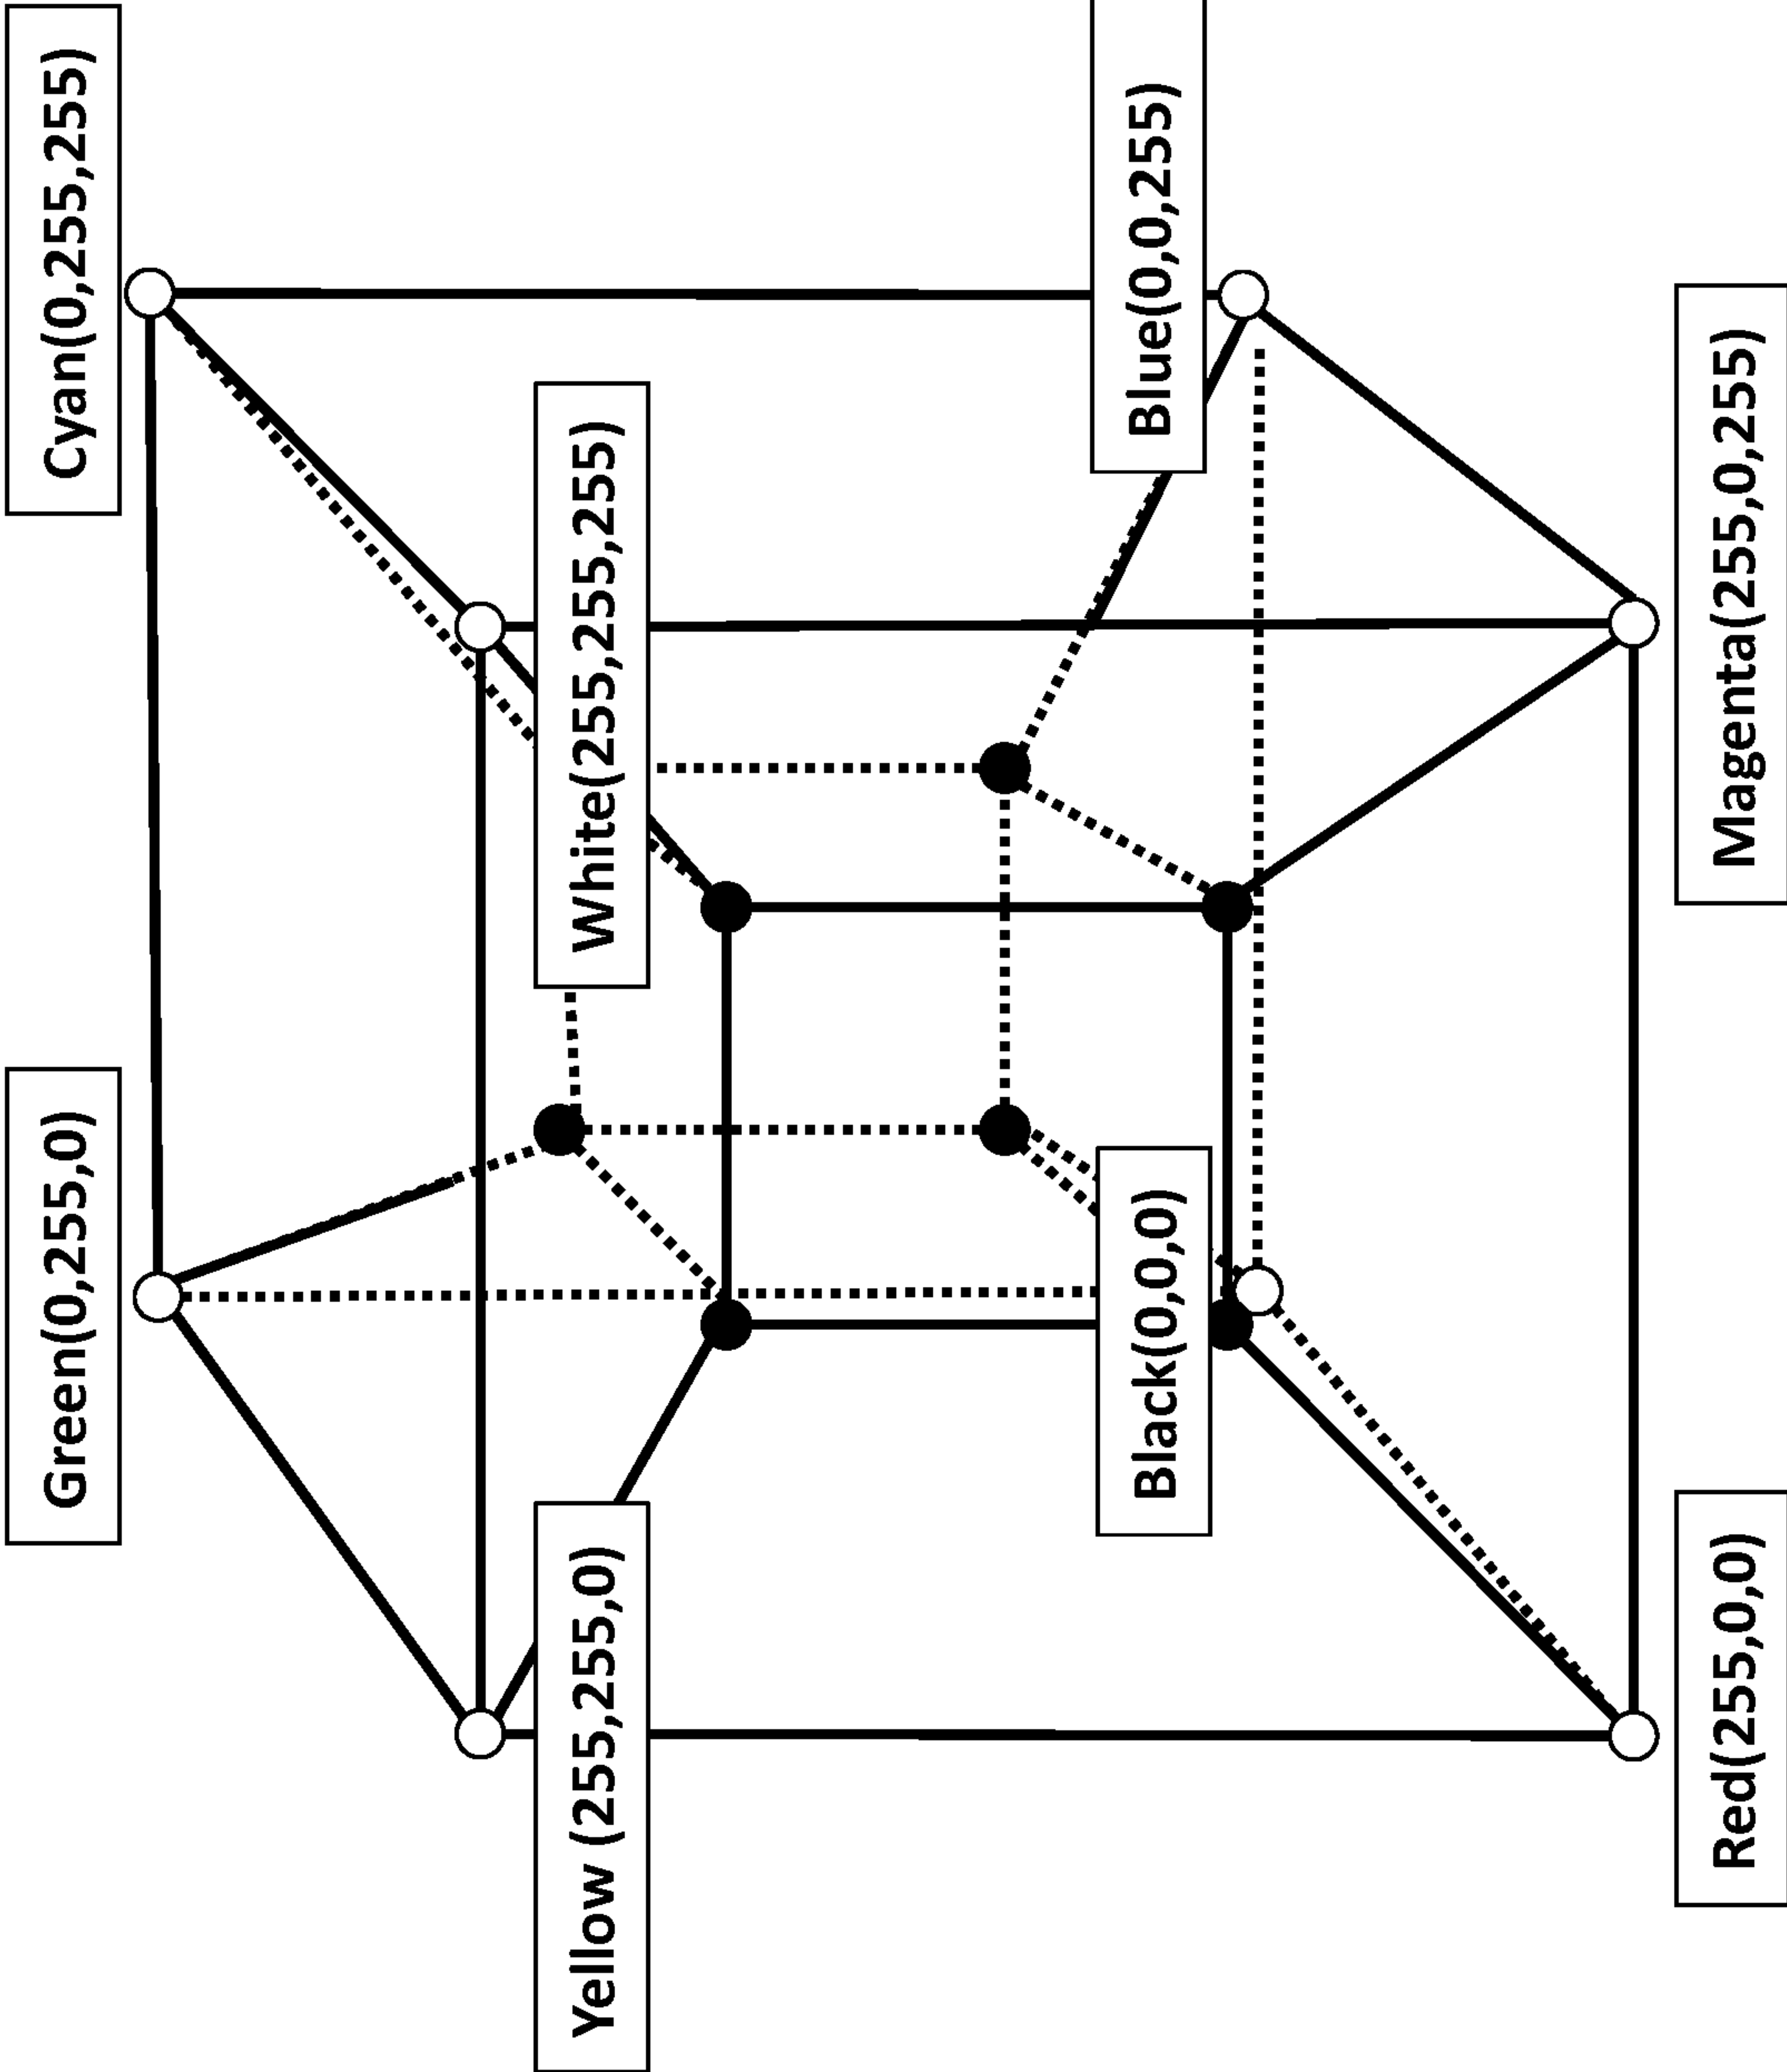 Green(0,255,0)
Cyan(0,255,255)
Yellow (255,255,0)
White(255,255,255)
Black(0,0,0)
Blue(0,0,255)
Red(255,0,0)
Magenta(255,0,255)